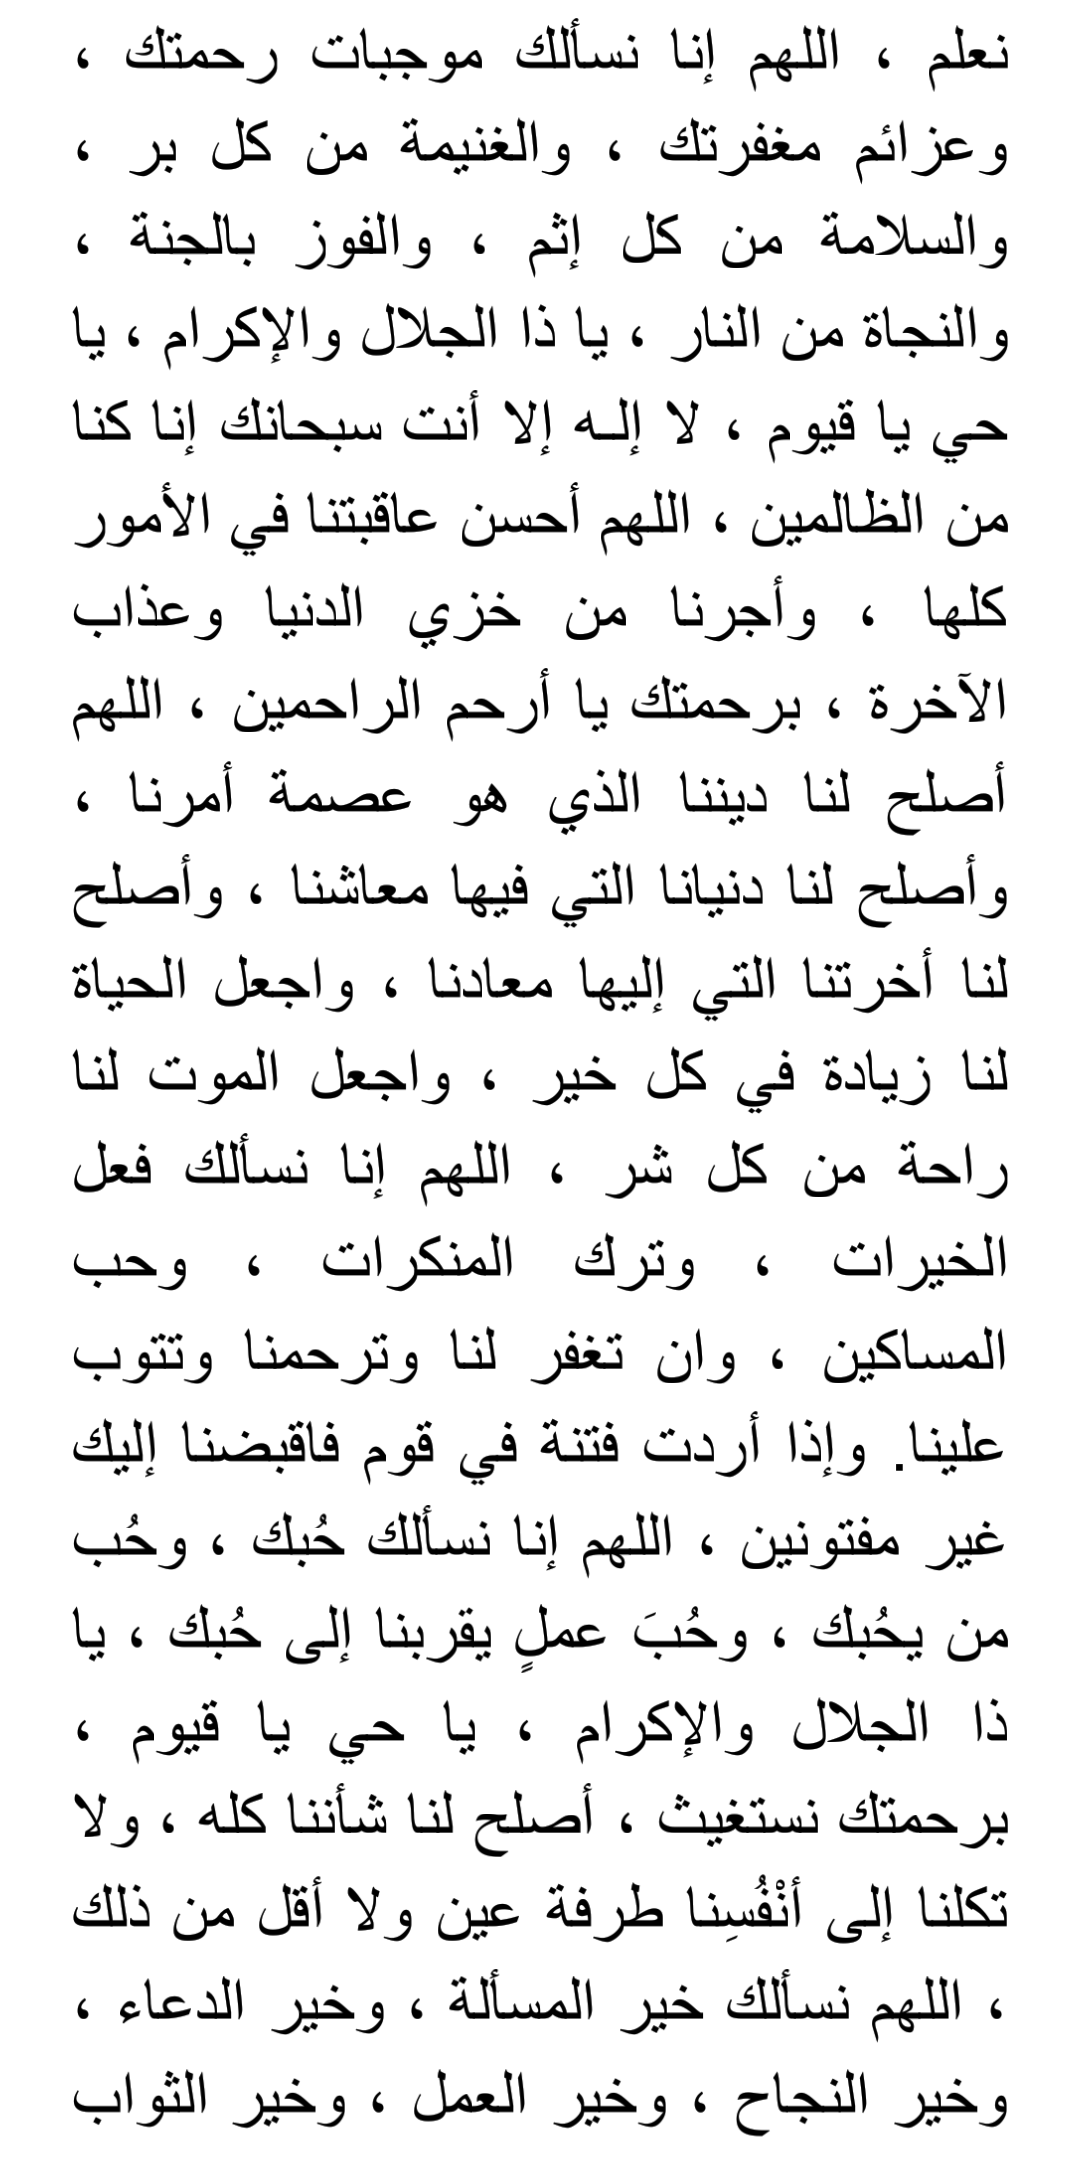 نعلم ، اللهم إنا نسألك موجبات رحمتك ،
وعزائم مغفرتك ، والغنيمة من كل بر ،
والسلامة من كل إثم ، والفوز بالجنة ،
والنجاة من النار ، يا ذا الجلال والإكرام ، يا
حي يا قيوم ، لا إلـه إلا أنت سبحانك إنا كنا
من الظالمين ، اللهم أحسن عاقبتنا في الأمور
كلها ، وأجرنا من خزي الدنيا وعذاب
الآخرة ، برحمتك يا أرحم الراحمين ، اللهم
أصلح لنا ديننا الذي هو عصمة أمرنا ،
وأصلح لنا دنيانا التي فيها معاشنا ، وأصلح
لنا أخرتنا التي إليها معادنا ، واجعل الحياة
لنا زيادة في كل خير ، واجعل الموت لنا
راحة من كل شر ، اللهم إنا نسألك فعل
الخيرات ، وترك المنكرات ، وحب
المساكين ، وان تغفر لنا وترحمنا وتتوب
علينا. وإذا أردت فتنة في قوم فاقبضنا إليك
غير مفتونين ، اللهم إنا نسألك حُبك ، وحُب
من يحُبك ، وحُبَ عملٍ يقربنا إلى حُبك ، يا
ذا الجلال والإكرام ، يا حي يا قيوم ،
برحمتك نستغيث ، أصلح لنا شأننا كله ، ولا
تكلنا إلى أنْفُسِنا طرفة عين ولا أقل من ذلك
، اللهم نسألك خير المسألة ، وخير الدعاء ،
وخير النجاح ، وخير العمل ، وخير الثواب